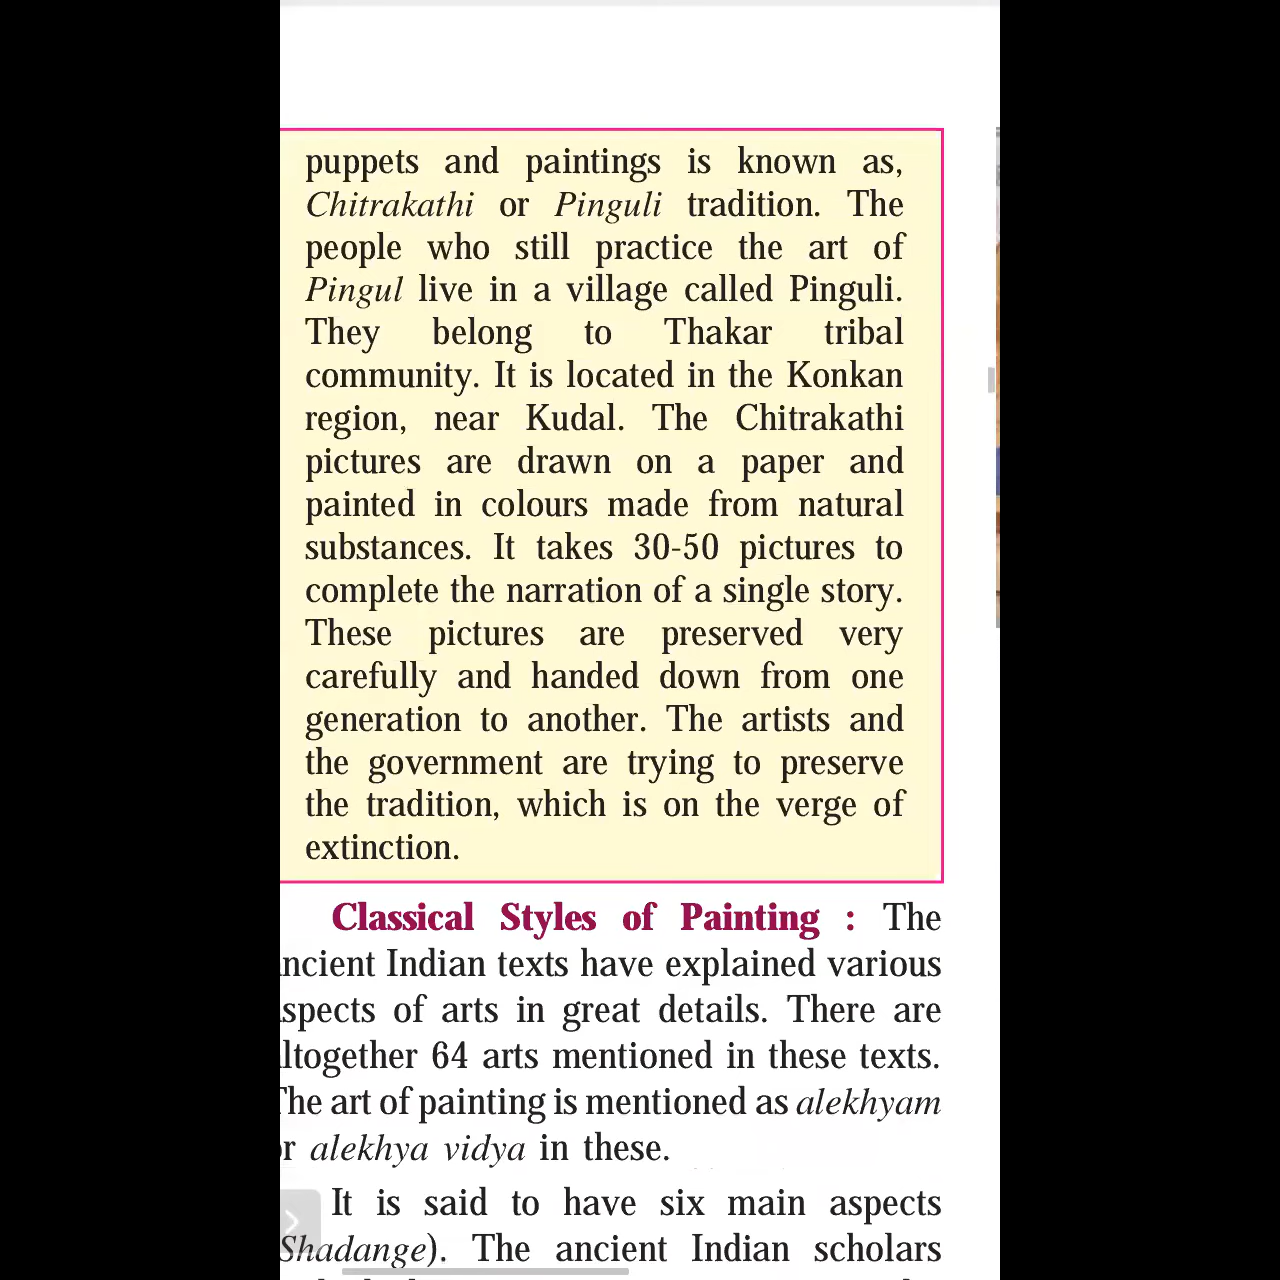 puppets and paintings is known as,
Chitrakathi or Pinguli tradition. The
people who still practice the art of
Pingul live in a village called Pinguli.
They belong to Thakar tribal
community. It is located in the Konkan
region, near Kudal. The Chitrakathi
pictures are drawn on a paper and
painted in colours made from natural
substances. It takes 30-50 pictures to
complete the narration of a single story.
These pictures are preserved very
carefully and handed down from one
generation to another. The artists and
the government are trying to preserve
the tradition, which is on the verge of
extinction.
Classical Styles of Painting : The
ncient Indian texts have explained various
spects of arts in great details. There are
ltogether 64 arts mentioned in these texts.
The art of painting is mentioned as alekhyam
or alekhya vidya in these.
It is said to have six main aspects
Shadange). The ancient Indian scholars